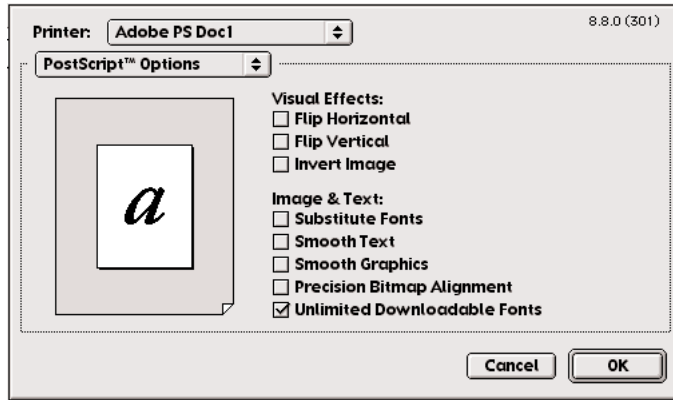 8.8.0 (301)
Printer: Adobe PS Doc1
PostScript™ Options
Visual Effects:
Flip Horizontal
Flip Vertical
Invert Image
a
Image & Text:
Substitute Fonts
Smooth Text
Smooth Graphics
Precision Bitmap Alignment
Unlimited Downloadable Fonts
Cancel OK